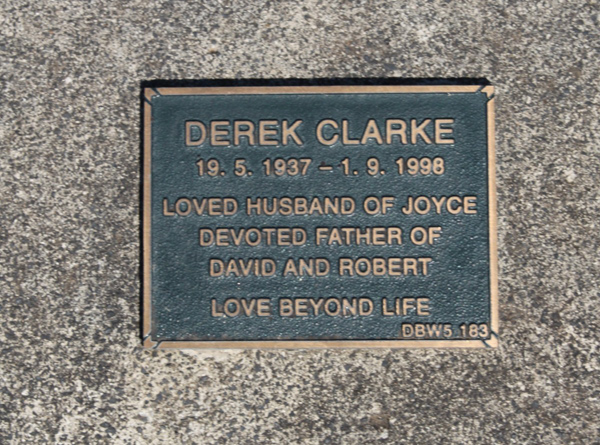 DEREK CLARKE
19. 5. 1937 – 1. 9. 1998
LOVED HUSBAND OF JOYCE
DEVOTED FATHER OF
DAVID AND ROBERT
LOVE BEYOND LIFE
DBW5 183